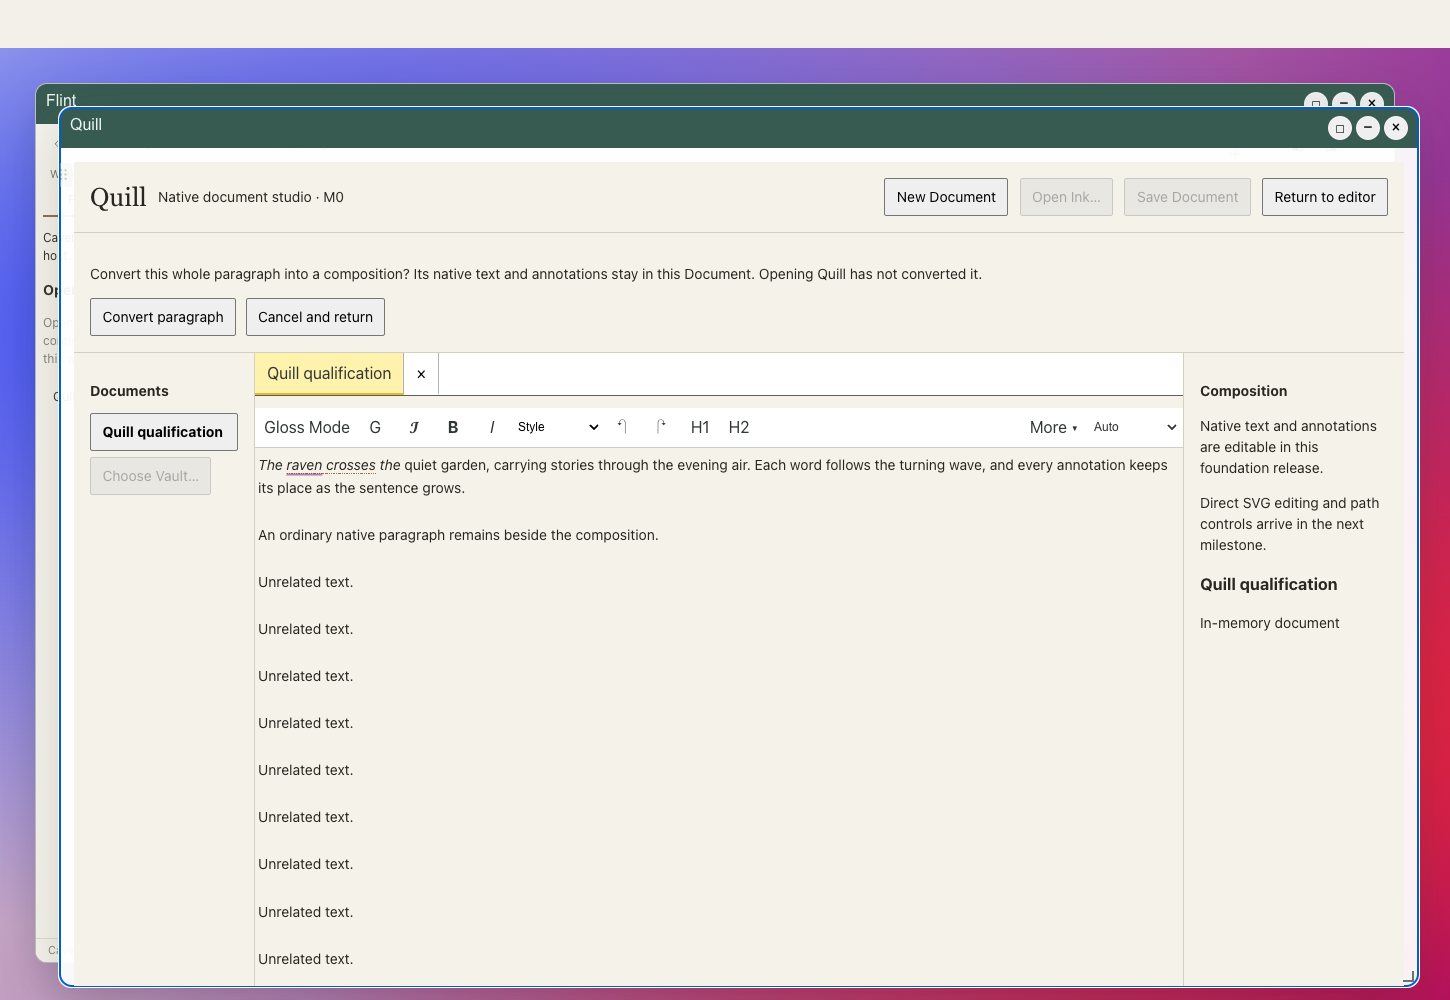 Flint
Quill
Quill Native document studio · M0 New Document Open Ink... Save Document Return to editor
Convert this whole paragraph into a composition? Its native text and annotations stay in this Document. Opening Quill has not converted it.
Convert paragraph Cancel and return
Documents
Quill qualification
Choose Vault...
Quill qualification ×
Gloss Mode G ℐ B I Style H1 H2 More ▾ Auto
The raven crosses the quiet garden, carrying stories through the evening air. Each word follows the turning wave, and every annotation keeps
its place as the sentence grows.
An ordinary native paragraph remains beside the composition.
Unrelated text.
Unrelated text.
Unrelated text.
Unrelated text.
Unrelated text.
Unrelated text.
Unrelated text.
Unrelated text.
Unrelated text.
Composition
Native text and annotations
are editable in this
foundation release.
Direct SVG editing and path
controls arrive in the next
milestone.
Quill qualification
In-memory document